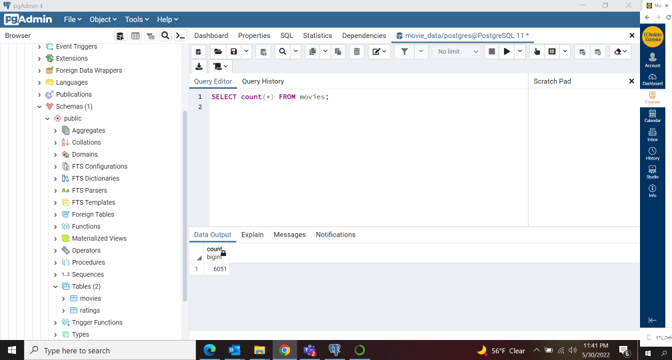 pgAdmin 4
pgAdmin File Object Tools Help
Browser
Dashboard Properties SQL Statistics Dependencies movie_data/postgres@PostgreSQL 11 *
No limit
Query Editor Query History
Scratch Pad
1 SELECT count(*) FROM movies;
2
Event Triggers
Extensions
Foreign Data Wrappers
Languages
Publications
Schemas (1)
public
Aggregates
Collations
Domains
FTS Configurations
FTS Dictionaries
FTS Parsers
FTS Templates
Foreign Tables
Functions
Materialized Views
Operators
Procedures
Sequences
Tables (2)
movies
ratings
Trigger Functions
Types
Data Output Explain Messages Notifications
count
bigint
1 6051
Account
Dashboard
Courses
Calendar
Inbox
History
Studio
Info
Type here to search
56°F Clear
11:41 PM
5/30/2022